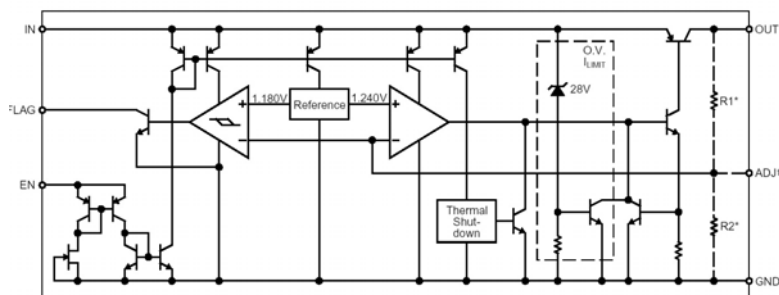 IN
OUT
O.V.
ILIMIT
28V
1.180V
Reference
1.240V
R1*
FLAG
EN
ADJ
Thermal
Shut-
down
R2*
GND